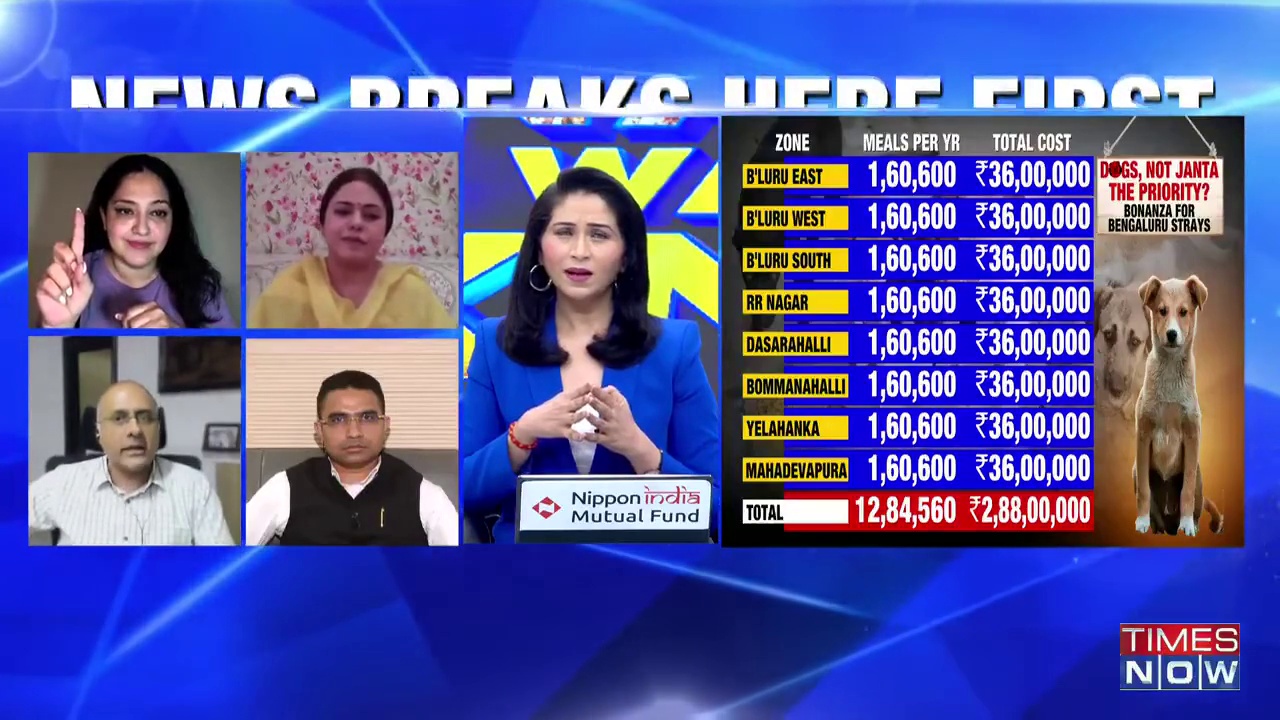 NEWS BREAKS HERE FIRST
ZONE MEALS PER YR TOTAL COST
B'LURU EAST 1,60,600 ₹36,00,000
B'LURU WEST 1,60,600 ₹36,00,000
B'LURU SOUTH 1,60,600 ₹36,00,000
RR NAGAR 1,60,600 ₹36,00,000
DASARAHALLI 1,60,600 ₹36,00,000
BOMMANAHALLI 1,60,600 ₹36,00,000
YELAHANKA 1,60,600 ₹36,00,000
MAHADEVAPURA 1,60,600 ₹36,00,000
TOTAL 12,84,560 ₹2,88,00,000
DOGS, NOT JANTA
THE PRIORITY?
BONANZA FOR
BENGALURU STRAYS
Nippon india
Mutual Fund
TIMES
NOW